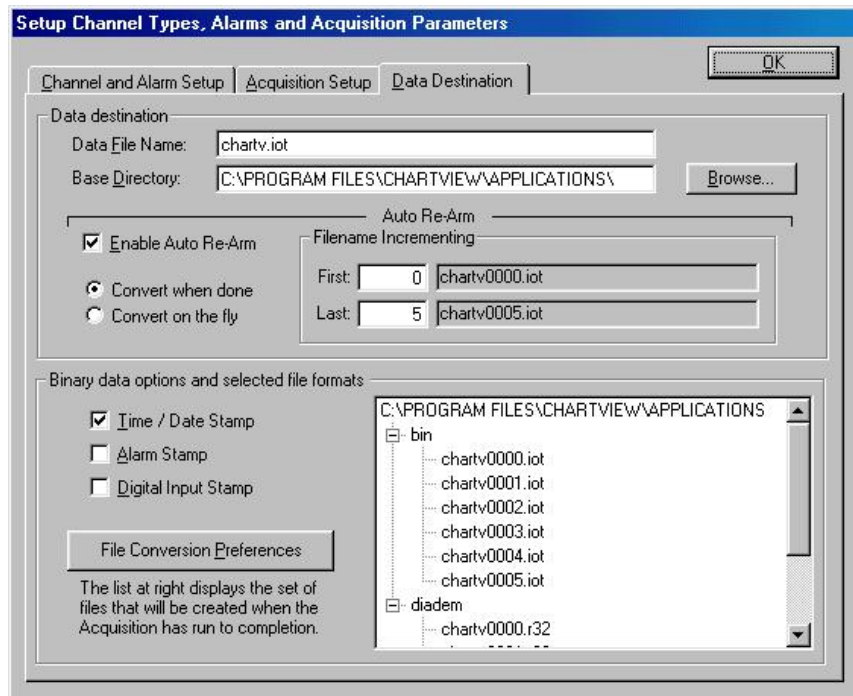 Setup Channel Types, Alarms and Acquisition Parameters
OK
Channel and Alarm Setup
Acquisition Setup
Data Destination
Data destination
Data File Name:
chartv.iot
Base Directory:
C:\PROGRAM FILES\CHARTVIEW\APPLICATIONS\
Browse...
Auto Re-Arm
Enable Auto Re-Arm
Convert when done
Convert on the fly
Filename Incrementing
First:
0
chartv0000.iot
Last:
5
chartv0005.iot
Binary data options and selected file formats
Time / Date Stamp
Alarm Stamp
Digital Input Stamp
File Conversion Preferences
The list at right displays the set of
files that will be created when the
Acquisition has run to completion.
C:\PROGRAM FILES\CHARTVIEW\APPLICATIONS
bin
chartv0000.iot
chartv0001.iot
chartv0002.iot
chartv0003.iot
chartv0004.iot
chartv0005.iot
diadem
chartv0000.r32